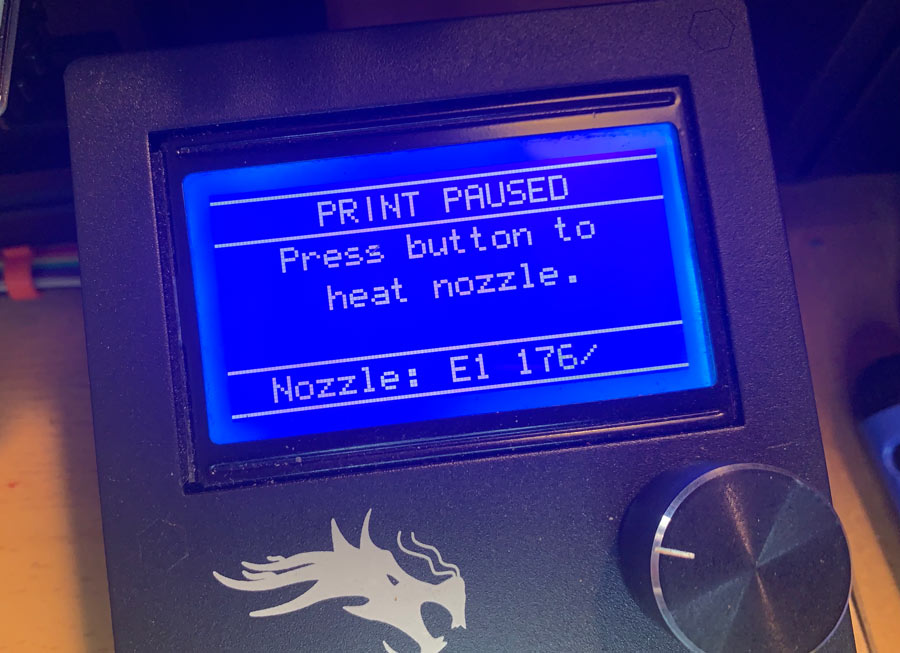 PRINT PAUSED
Press button to
heat nozzle.
Nozzle: E1 176/